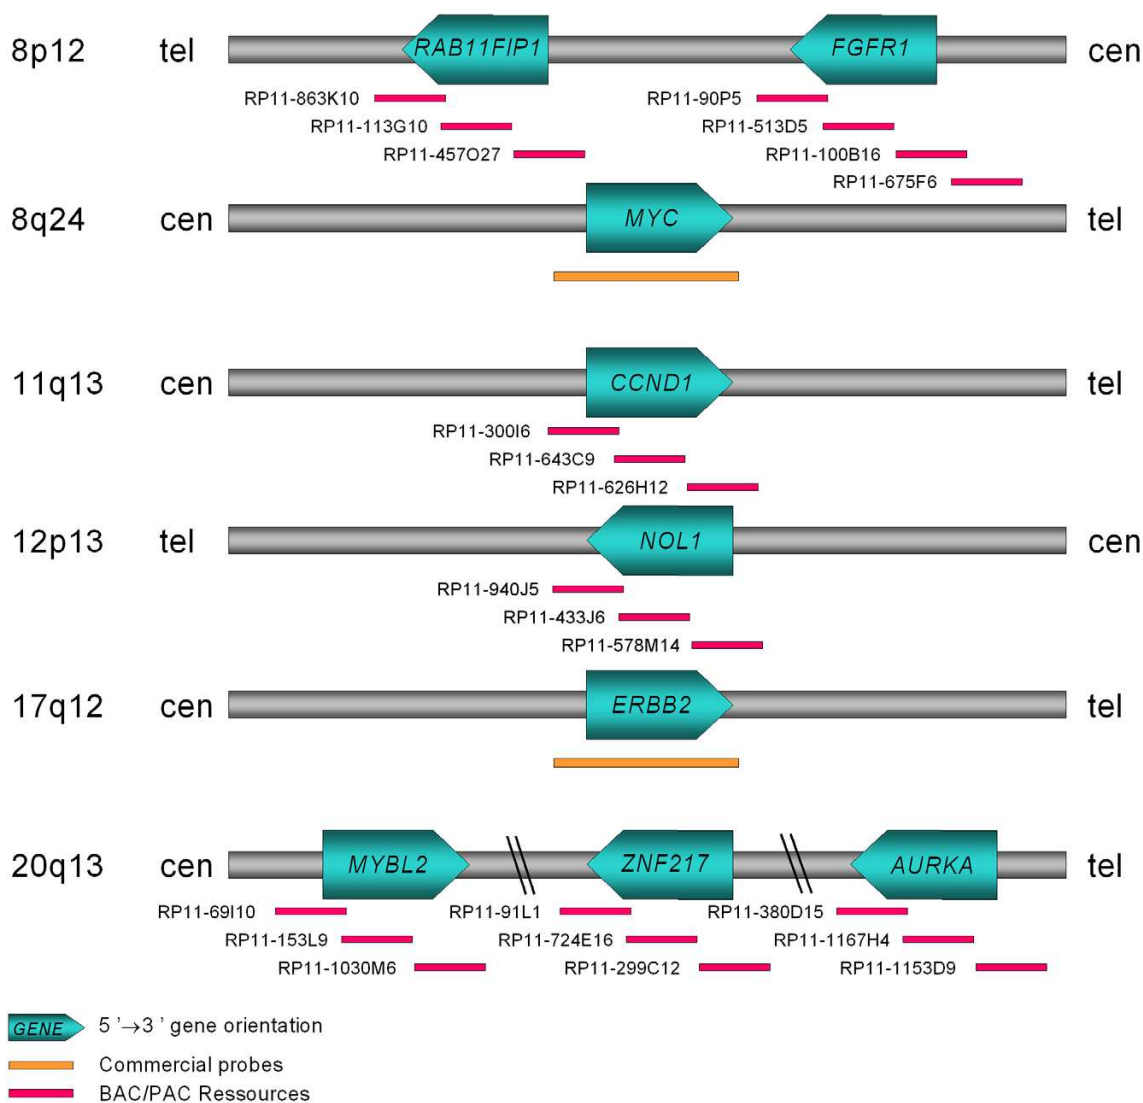 8p12 tel RAB11FIP1 FGFR1 cen
RP11-863K10 RP11-90P5
RP11-113G10 RP11-513D5
RP11-457O27 RP11-100B16
RP11-675F6
8q24 cen MYC tel
11q13 cen CCND1 tel
RP11-300I6
RP11-643C9
RP11-626H12
12p13 tel NOL1 cen
RP11-940J5
RP11-433J6
RP11-578M14
17q12 cen ERBB2 tel
20q13 cen MYBL2 ZNF217 AURKA tel
RP11-69I10 RP11-91L1 RP11-380D15
RP11-153L9 RP11-724E16 RP11-1167H4
RP11-1030M6 RP11-299C12 RP11-1153D9
GENE 5 '→3 ' gene orientation
Commercial probes
BAC/PAC Ressources